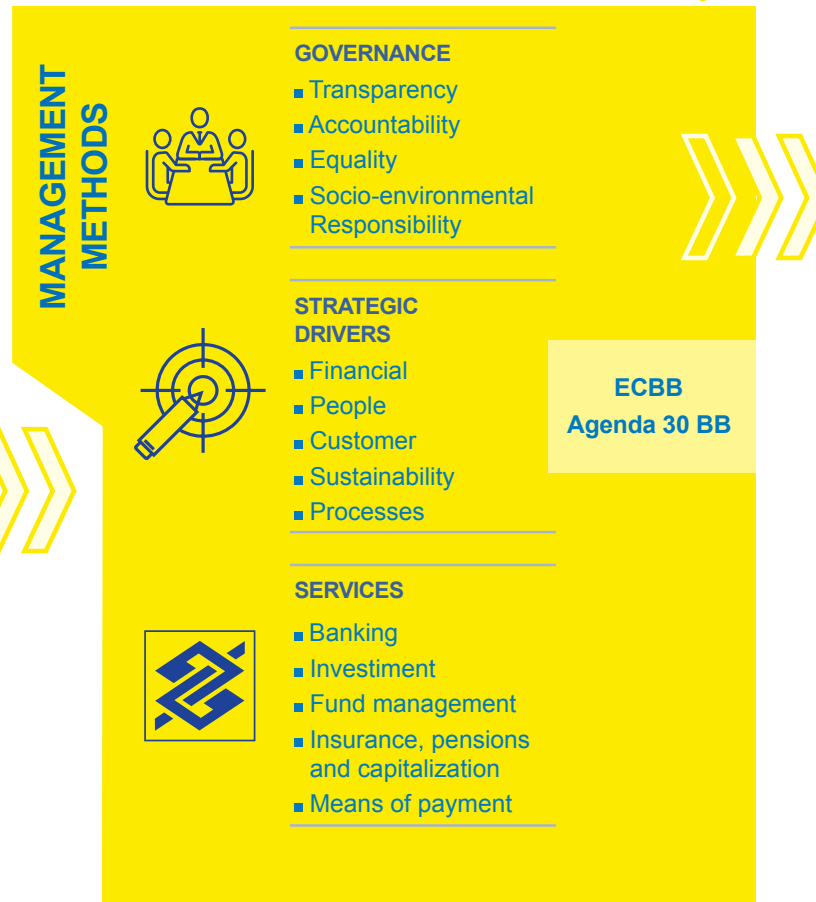 MANAGEMENT
METHODS
GOVERNANCE
Transparency
Accountability
Equality
Socio-environmental
Responsibility
STRATEGIC
DRIVERS
Financial
People
Customer
Sustainability
Processes
ECBB
Agenda 30 BB
SERVICES
Banking
Investiment
Fund management
Insurance, pensions
and capitalization
Means of payment